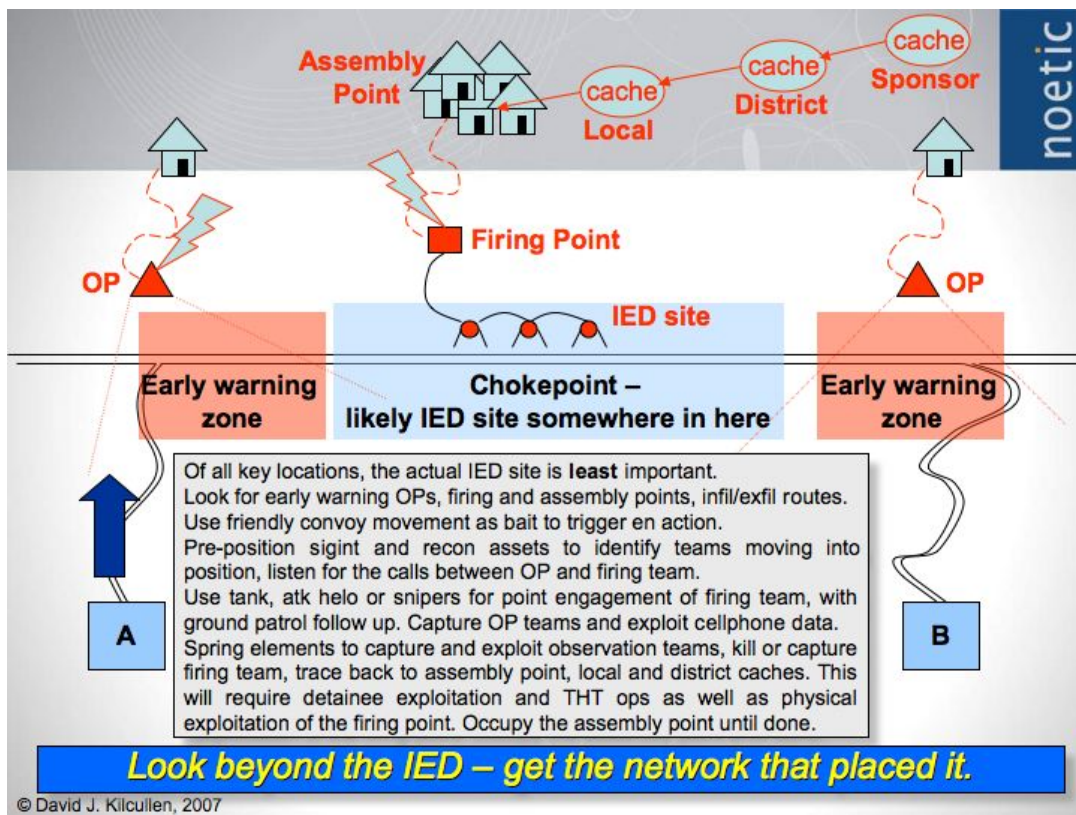 noetic
Assembly
Point
cache
Sponsor
cache
District
cache
Local
Firing Point
OP
OP
IED site
Early warning
zone
Chokepoint –
likely IED site somewhere in here
Early warning
zone
A
B
Of all key locations, the actual IED site is least important.
Look for early warning OPs, firing and assembly points, infil/exfil routes.
Use friendly convoy movement as bait to trigger en action.
Pre-position sigint and recon assets to identify teams moving into
position, listen for the calls between OP and firing team.
Use tank, atk helo or snipers for point engagement of firing team, with
ground patrol follow up. Capture OP teams and exploit cellphone data.
Spring elements to capture and exploit observation teams, kill or capture
firing team, trace back to assembly point, local and district caches. This
will require detainee exploitation and THT ops as well as physical
exploitation of the firing point. Occupy the assembly point until done.
Look beyond the IED – get the network that placed it.
© David J. Kilcullen, 2007